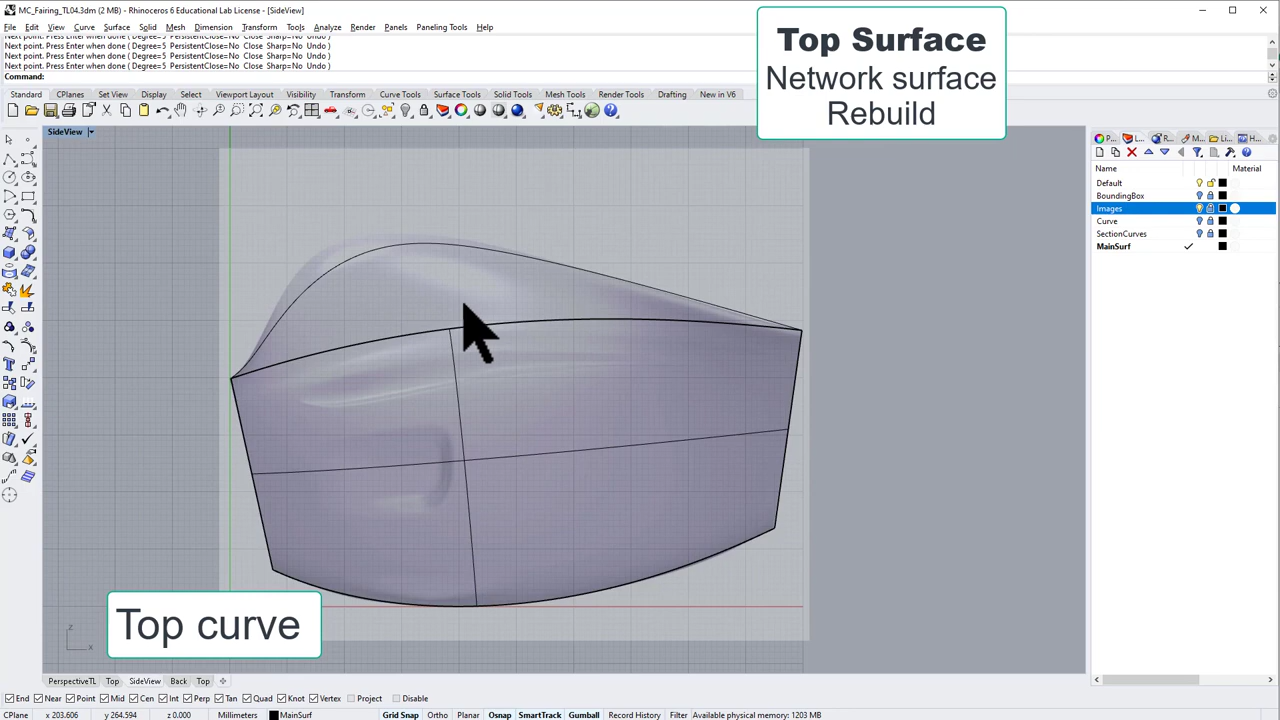 MC_Fairing_TL04.3dm (2 MB) - Rhinoceros 6 Educational Lab License - [SideView]
File Edit View Curve Surface Solid Mesh Dimension Transform Tools Analyze Render Panels Paneling Tools Help
Next point. Press Enter when done ( Degree=5 PersistentClose=No Close Sharp=No Undo )
Next point. Press Enter when done ( Degree=5 PersistentClose=No Close Sharp=No Undo )
Next point. Press Enter when done ( Degree=5 PersistentClose=No Close Sharp=No Undo )
Command:
Top Surface
Network surface
Rebuild
Standard CPlanes Set View Display Select Viewport Layout Visibility Transform Curve Tools Surface Tools Solid Tools Mesh Tools Render Tools Drafting New in V6
SideView
P... L... R... M... Li... H...
Name Material
Default
BoundingBox
Images
Curve
SectionCurves
MainSurf
Top curve
z
x
PerspectiveTL Top SideView Back Top
End Near Point Mid Cen Int Perp Tan Quad Knot Vertex Project Disable
CPlane x 203.606 y 264.594 z 0.000 Millimeters MainSurf Grid Snap Ortho Planar Osnap SmartTrack Gumball Record History Filter Available physical memory: 1203 MB